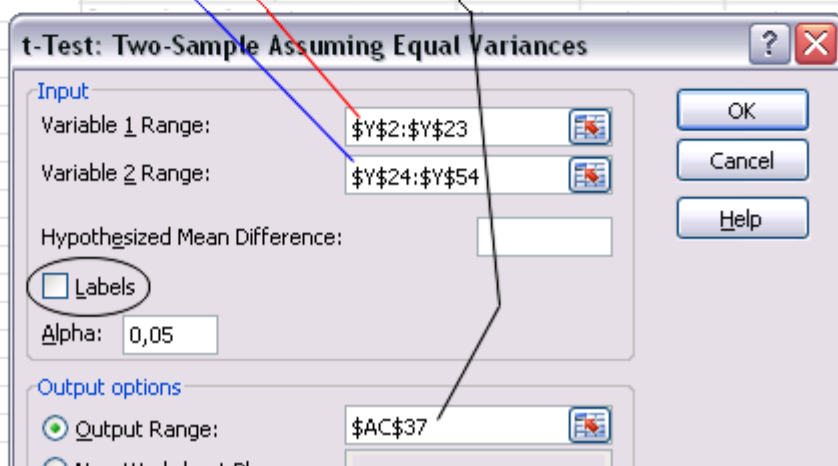 t-Test: Two-Sample Assuming Equal Variances
Input
Variable 1 Range: $Y$2:$Y$23
OK
Variable 2 Range: $Y$24:$Y$54
Cancel
Help
Hypothesized Mean Difference:
Labels
Alpha: 0,05
Output options
Output Range: $AC$37